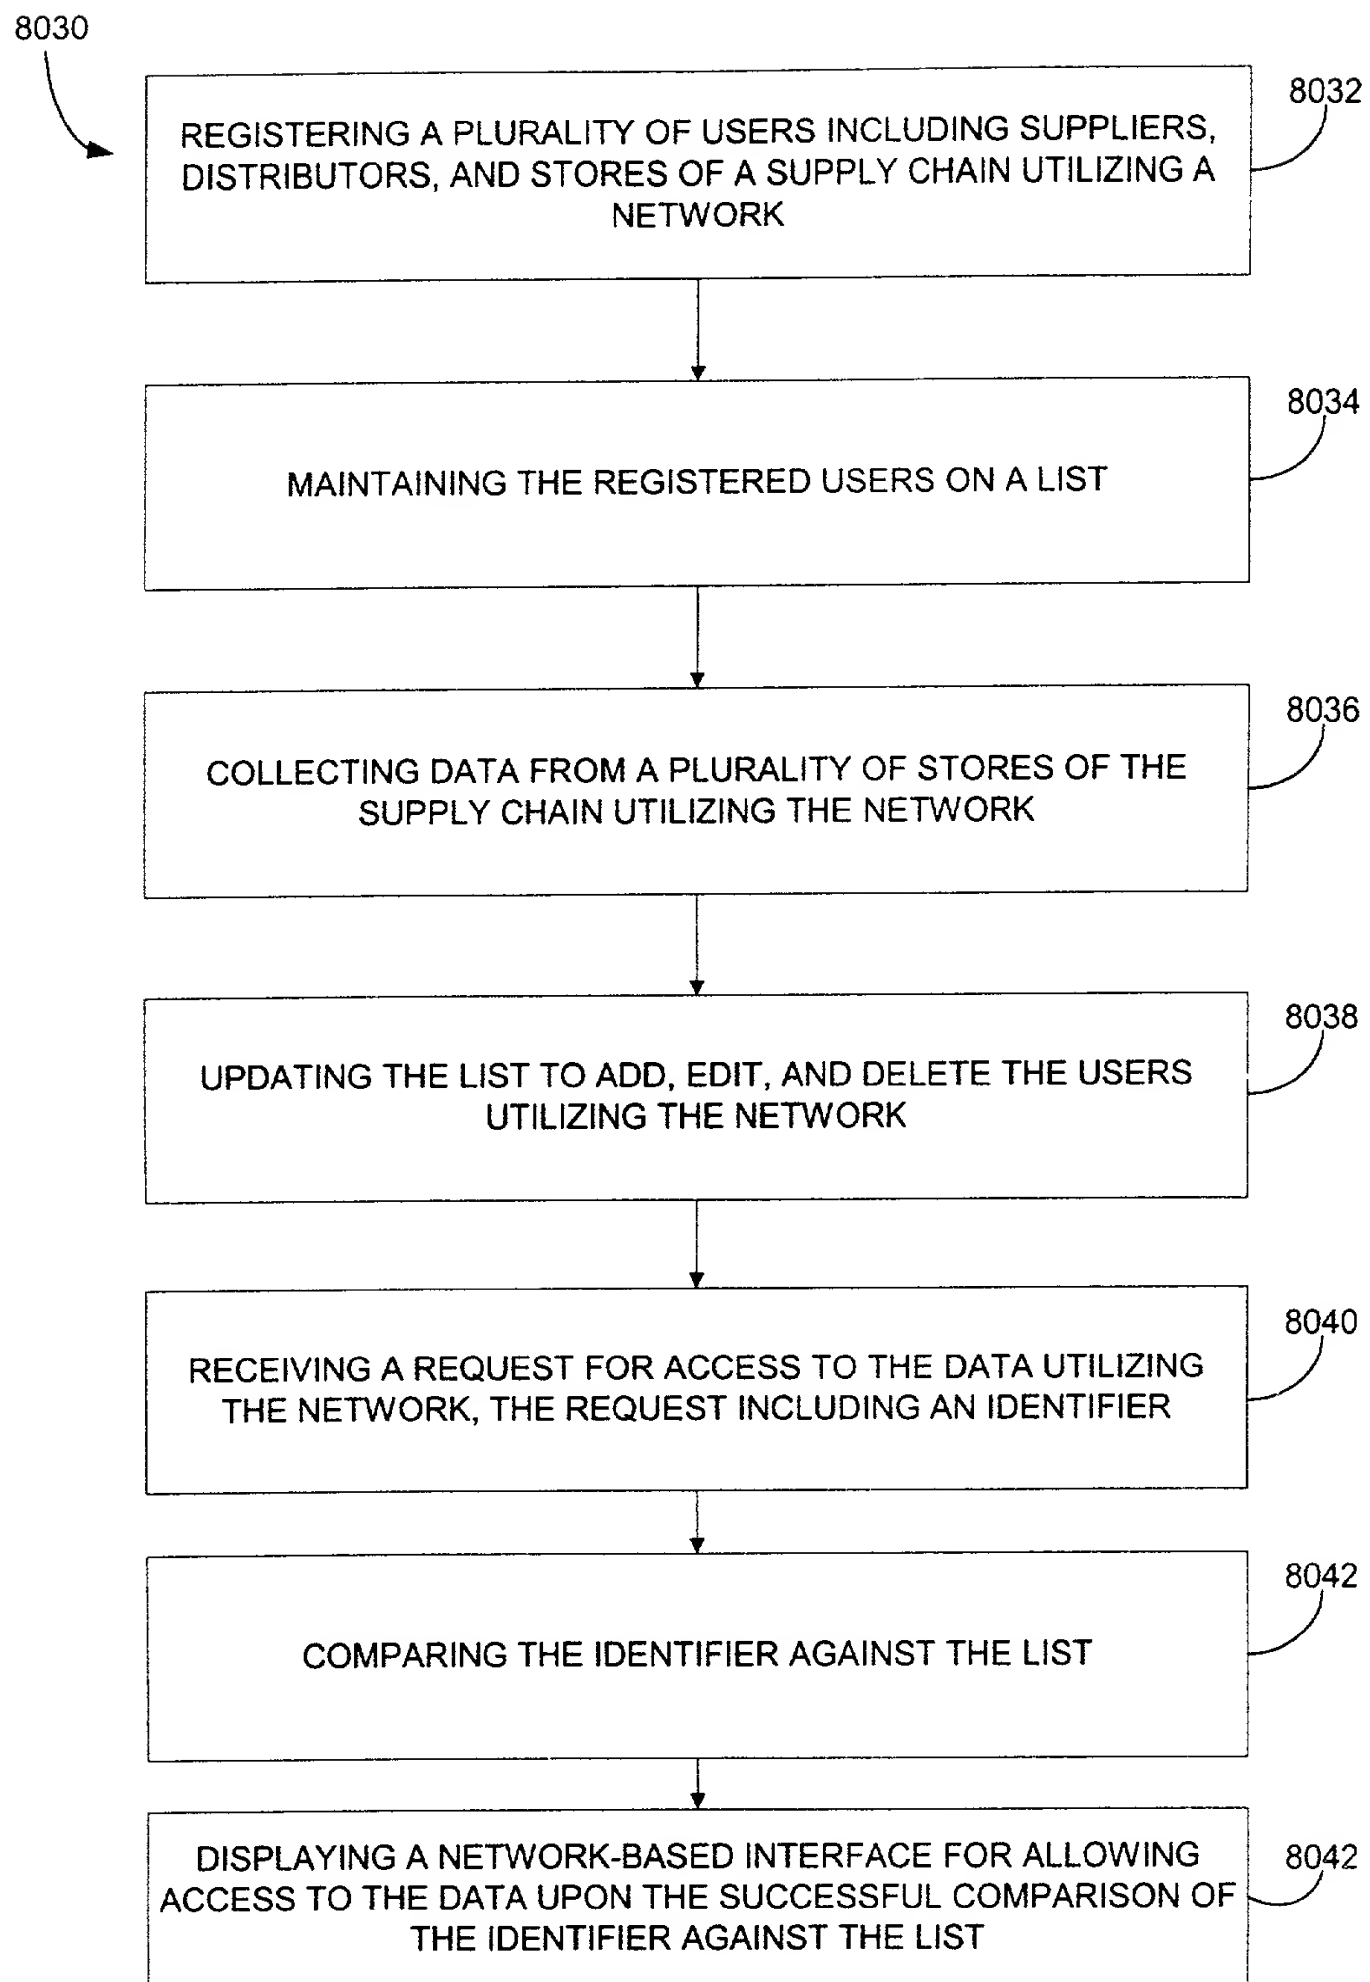 8030
8032
REGISTERING A PLURALITY OF USERS INCLUDING SUPPLIERS,
DISTRIBUTORS, AND STORES OF A SUPPLY CHAIN UTILIZING A
NETWORK
8034
MAINTAINING THE REGISTERED USERS ON A LIST
8036
COLLECTING DATA FROM A PLURALITY OF STORES OF THE
SUPPLY CHAIN UTILIZING THE NETWORK
8038
UPDATING THE LIST TO ADD, EDIT, AND DELETE THE USERS
UTILIZING THE NETWORK
8040
RECEIVING A REQUEST FOR ACCESS TO THE DATA UTILIZING
THE NETWORK, THE REQUEST INCLUDING AN IDENTIFIER
8042
COMPARING THE IDENTIFIER AGAINST THE LIST
8042
DISPLAYING A NETWORK-BASED INTERFACE FOR ALLOWING
ACCESS TO THE DATA UPON THE SUCCESSFUL COMPARISON OF
THE IDENTIFIER AGAINST THE LIST